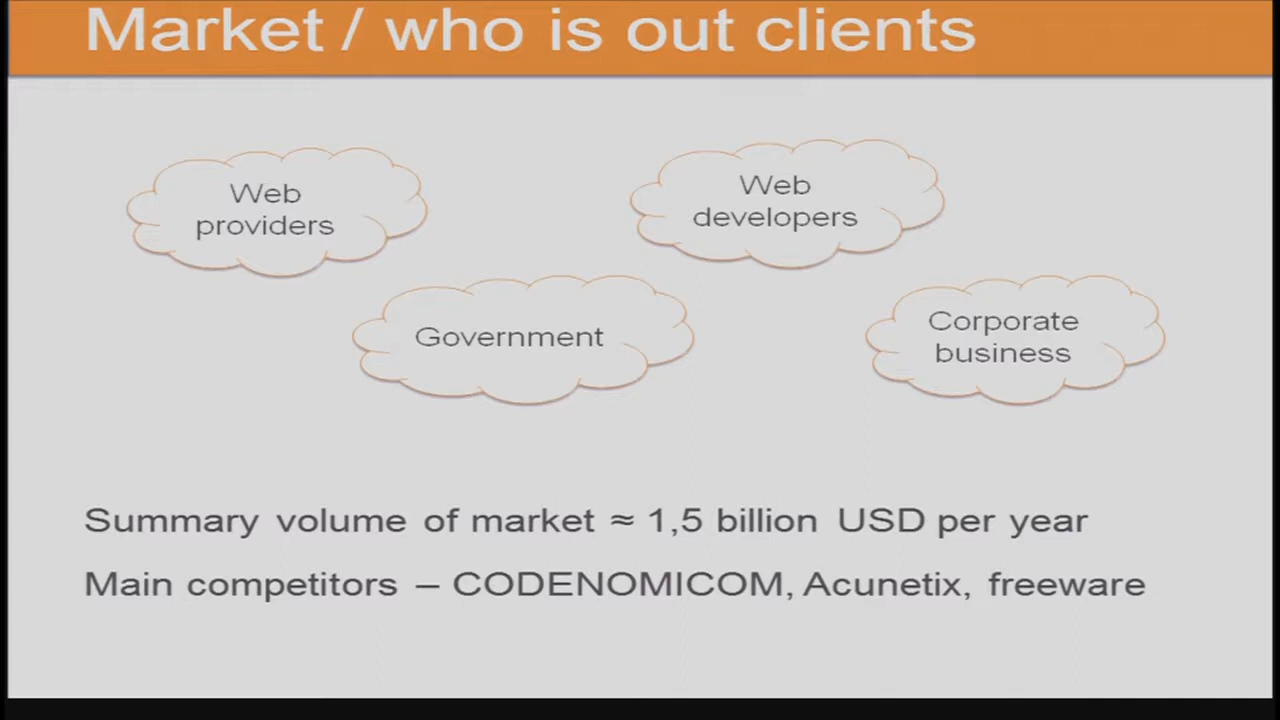 Market / who is out clients
Web
providers
Web
developers
Government
Corporate
business
Summary volume of market ≈ 1,5 billion USD per year
Main competitors – CODENOMICOM, Acunetix, freeware